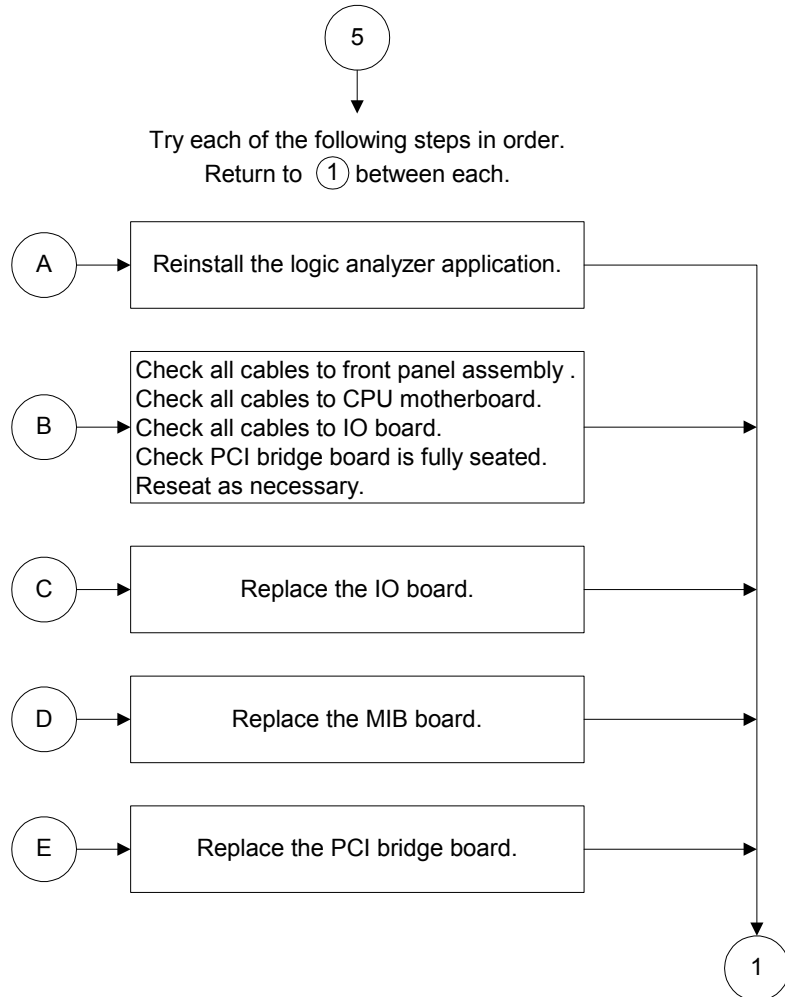 5
Try each of the following steps in order.
Return to 1 between each.
A
Reinstall the logic analyzer application.
B
Check all cables to front panel assembly .
Check all cables to CPU motherboard.
Check all cables to IO board.
Check PCI bridge board is fully seated.
Reseat as necessary.
C
Replace the IO board.
D
Replace the MIB board.
E
Replace the PCI bridge board.
1